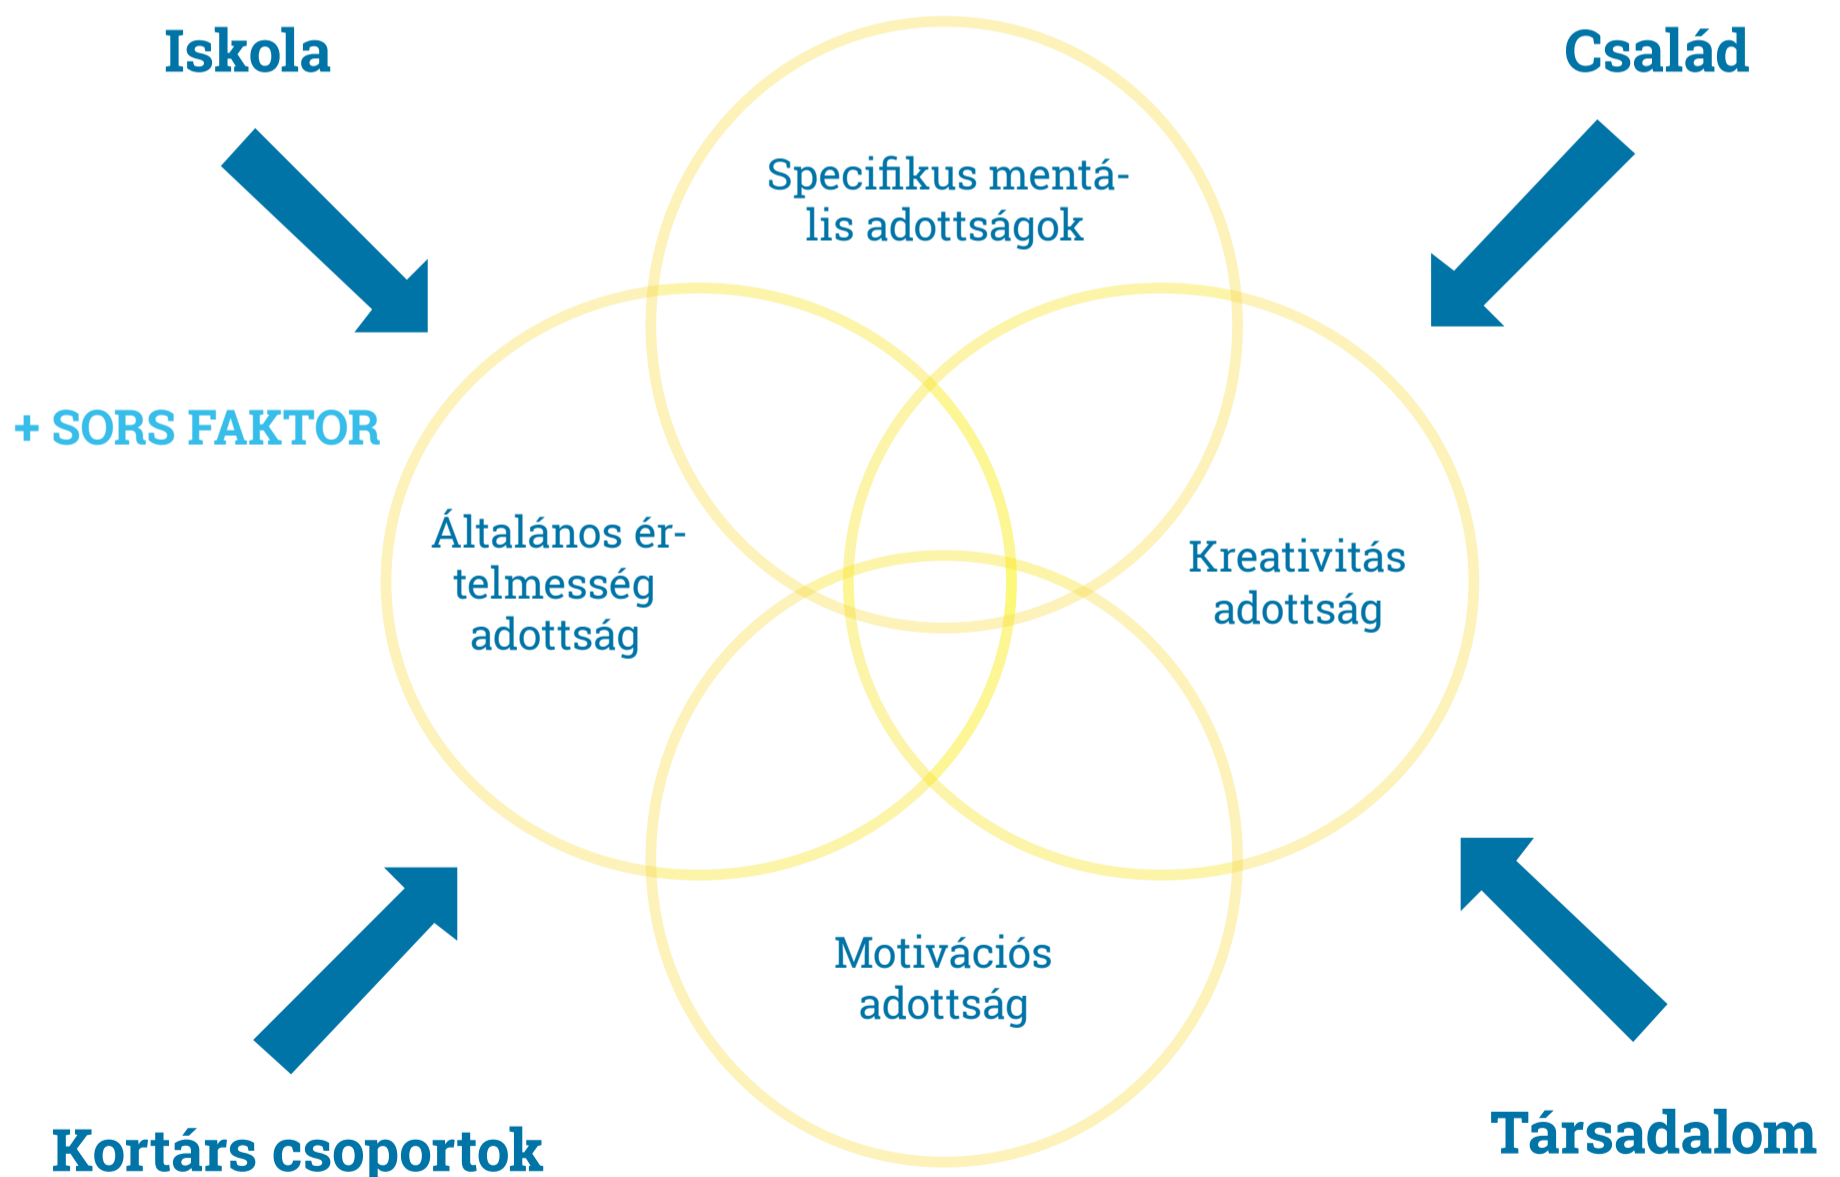 Iskola
Család
Specifikus mentá-
lis adottságok
+ SORS FAKTOR
Általános ér-
telmesség
adottság
Kreativitás
adottság
Motivációs
adottság
Kortárs csoportok
Társadalom